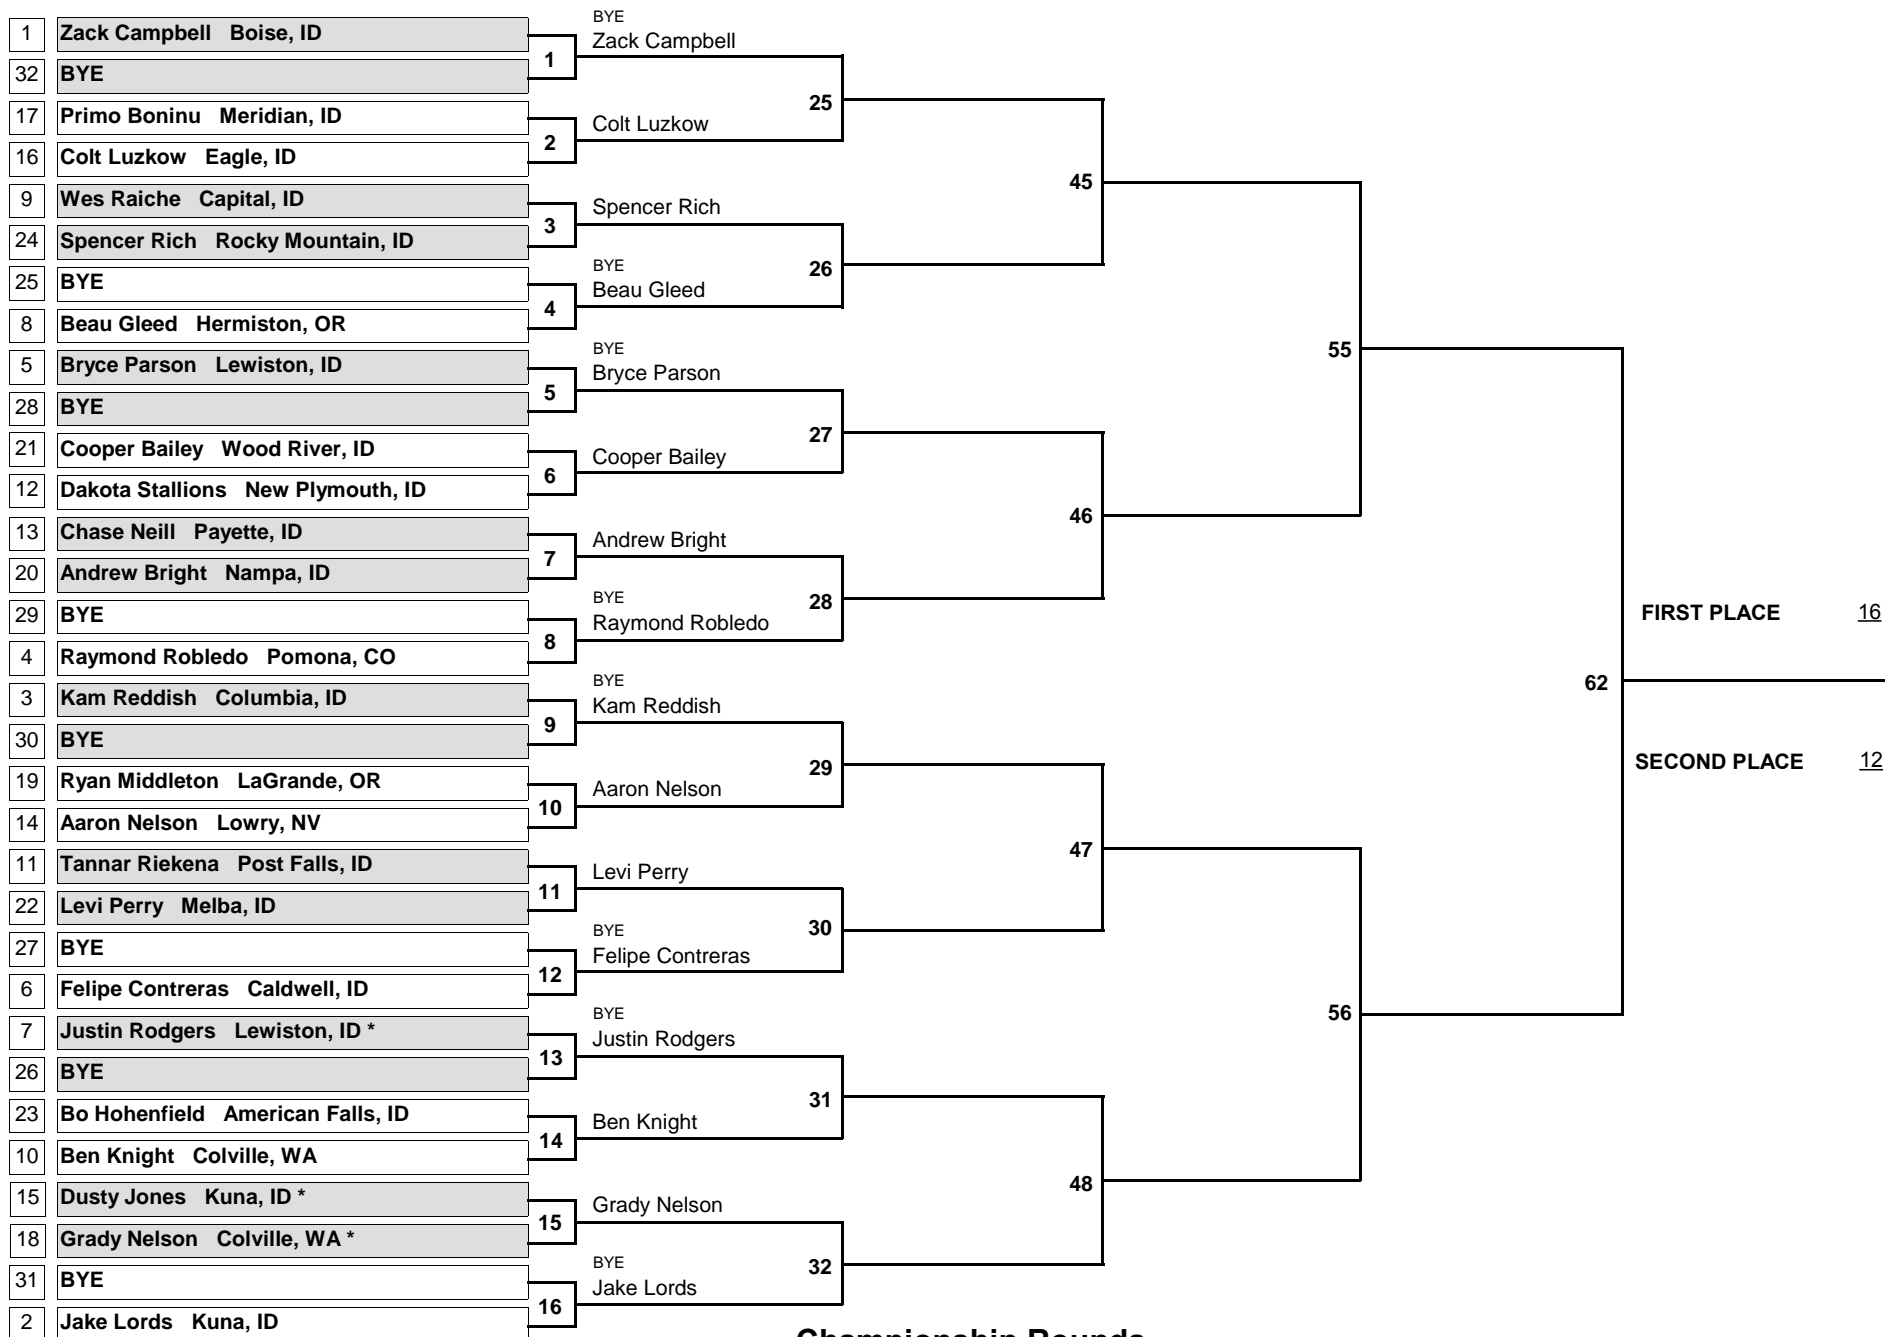 1 Zack Campbell Boise, ID
32 BYE
17 Primo Boninu Meridian, ID
16 Colt Luzkow Eagle, ID
9 Wes Raiche Capital, ID
24 Spencer Rich Rocky Mountain, ID
25 BYE
8 Beau Gleed Hermiston, OR
5 Bryce Parson Lewiston, ID
28 BYE
21 Cooper Bailey Wood River, ID
12 Dakota Stallions New Plymouth, ID
13 Chase Neill Payette, ID
20 Andrew Bright Nampa, ID
29 BYE
4 Raymond Robledo Pomona, CO
3 Kam Reddish Columbia, ID
30 BYE
19 Ryan Middleton LaGrande, OR
14 Aaron Nelson Lowry, NV
11 Tannar Riekena Post Falls, ID
22 Levi Perry Melba, ID
27 BYE
6 Felipe Contreras Caldwell, ID
7 Justin Rodgers Lewiston, ID *
26 BYE
23 Bo Hohenfield American Falls, ID
10 Ben Knight Colville, WA
15 Dusty Jones Kuna, ID *
18 Grady Nelson Colville, WA *
31 BYE
2 Jake Lords Kuna, ID
1
2
3
4
5
6
7
8
9
10
11
12
13
14
15
16
BYE
Zack Campbell
Colt Luzkow
Spencer Rich
BYE
Beau Gleed
BYE
Bryce Parson
Cooper Bailey
Andrew Bright
BYE
Raymond Robledo
BYE
Kam Reddish
Aaron Nelson
Levi Perry
BYE
Felipe Contreras
BYE
Justin Rodgers
Ben Knight
Grady Nelson
BYE
Jake Lords
25
26
27
28
29
30
31
32
45
46
47
48
55
56
62
FIRST PLACE 16
SECOND PLACE 12
Championship Rounds